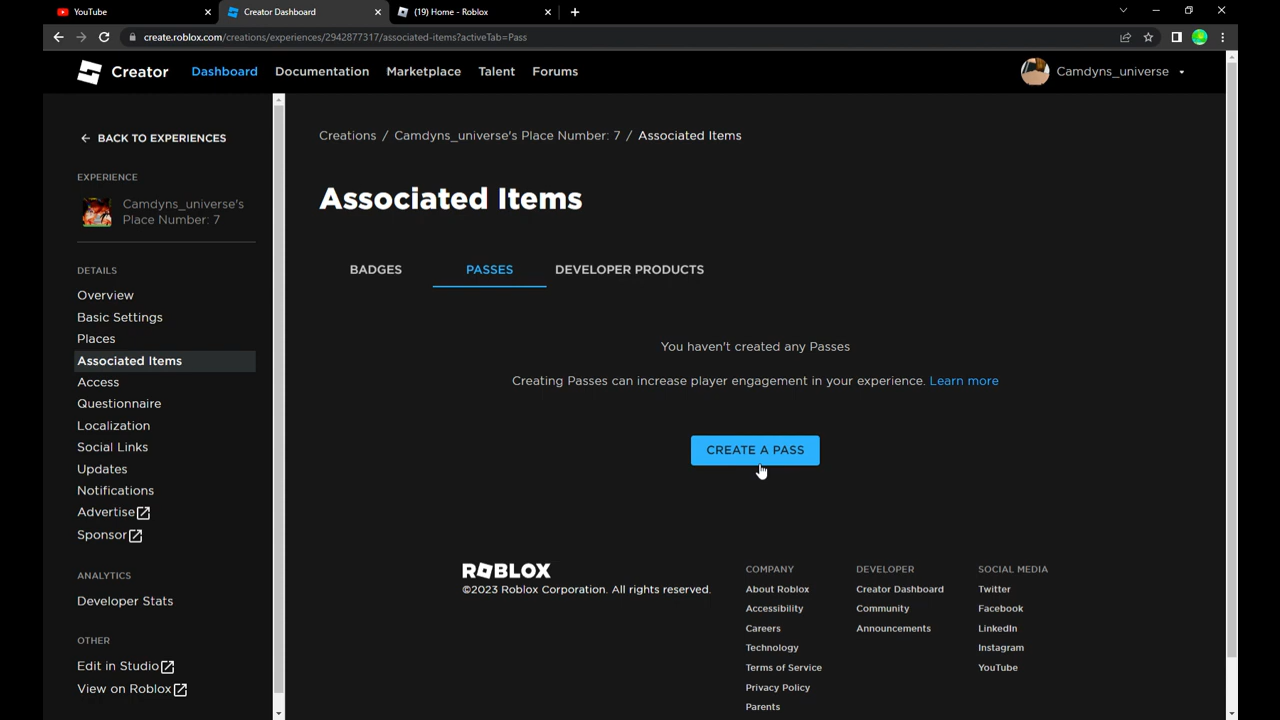 YouTube
Creator Dashboard
(19) Home - Roblox
create.roblox.com/creations/experiences/2942877317/associated-items?activeTab=Pass
Creator
Dashboard
Documentation
Marketplace
Talent
Forums
Camdyns_universe
BACK TO EXPERIENCES
EXPERIENCE
Camdyns_universe's
Place Number: 7
DETAILS
Overview
Basic Settings
Places
Associated Items
Access
Questionnaire
Localization
Social Links
Updates
Notifications
Advertise
Sponsor
ANALYTICS
Developer Stats
OTHER
Edit in Studio
View on Roblox
Creations / Camdyns_universe's Place Number: 7 / Associated Items
Associated Items
BADGES
PASSES
DEVELOPER PRODUCTS
You haven't created any Passes
Creating Passes can increase player engagement in your experience. Learn more
CREATE A PASS
ROBLOX
©2023 Roblox Corporation. All rights reserved.
COMPANY
About Roblox
Accessibility
Careers
Technology
Terms of Service
Privacy Policy
Parents
DEVELOPER
Creator Dashboard
Community
Announcements
SOCIAL MEDIA
Twitter
Facebook
LinkedIn
Instagram
YouTube